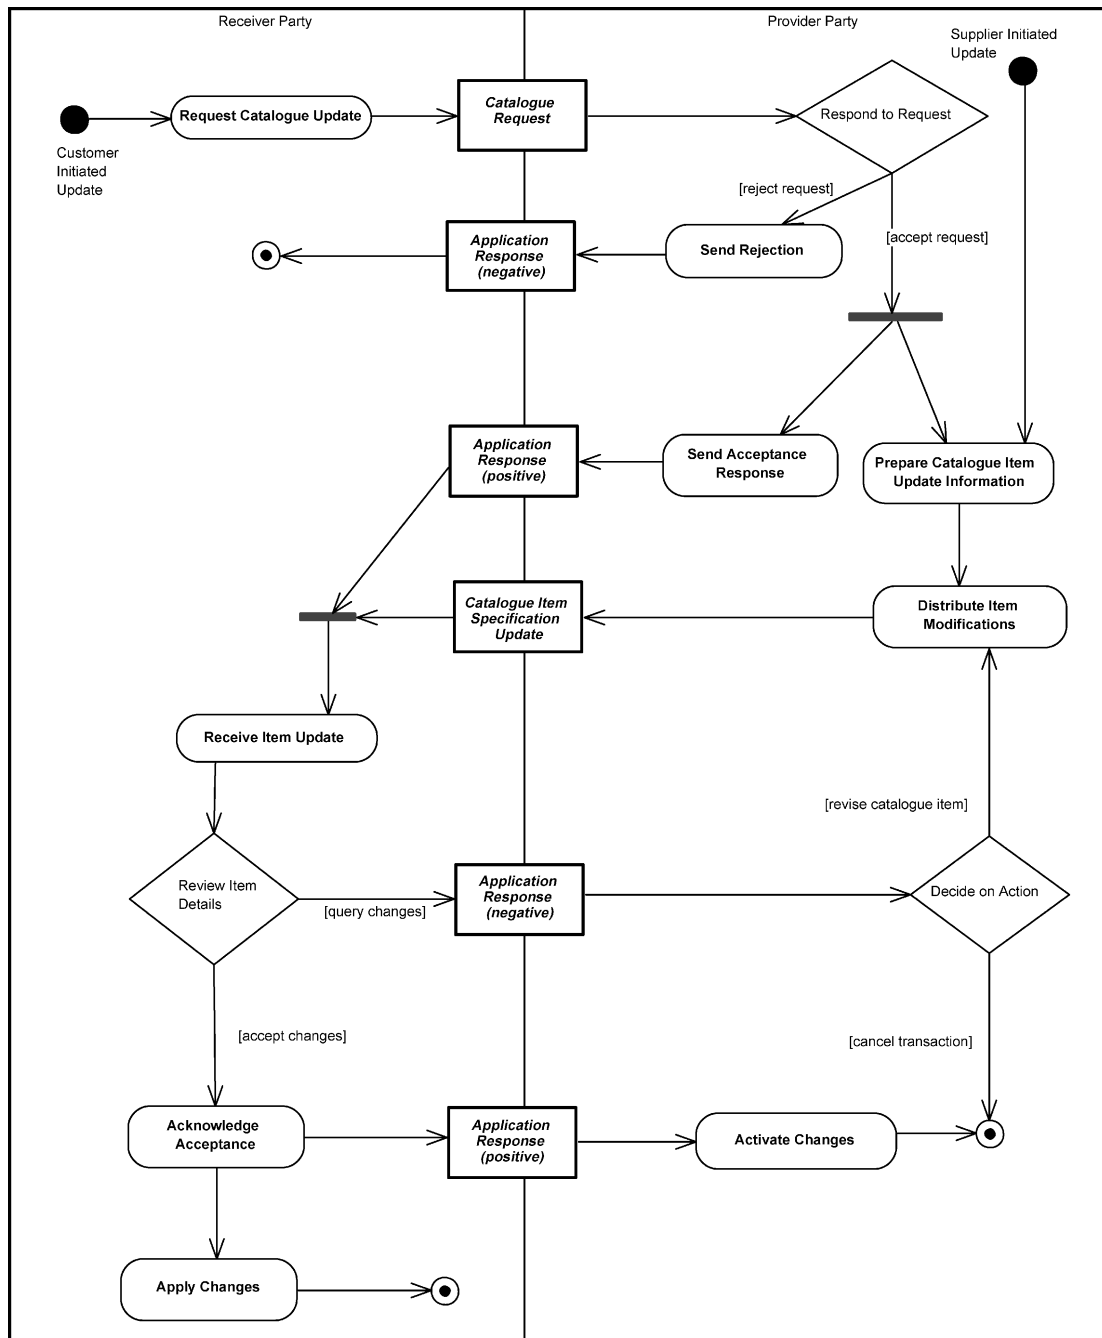 Receiver Party
Provider Party
Supplier Initiated
Update
Customer
Initiated
Update
Request Catalogue Update
Catalogue
Request
Respond to Request
[reject request]
[accept request]
Application
Response
(negative)
Send Rejection
Application
Response
(positive)
Send Acceptance
Response
Prepare Catalogue Item
Update Information
Catalogue Item
Specification
Update
Distribute Item
Modifications
Receive Item Update
[revise catalogue item]
Review Item
Details
[query changes]
Application
Response
(negative)
Decide on Action
[accept changes]
[cancel transaction]
Acknowledge
Acceptance
Application
Response
(positive)
Activate Changes
Apply Changes